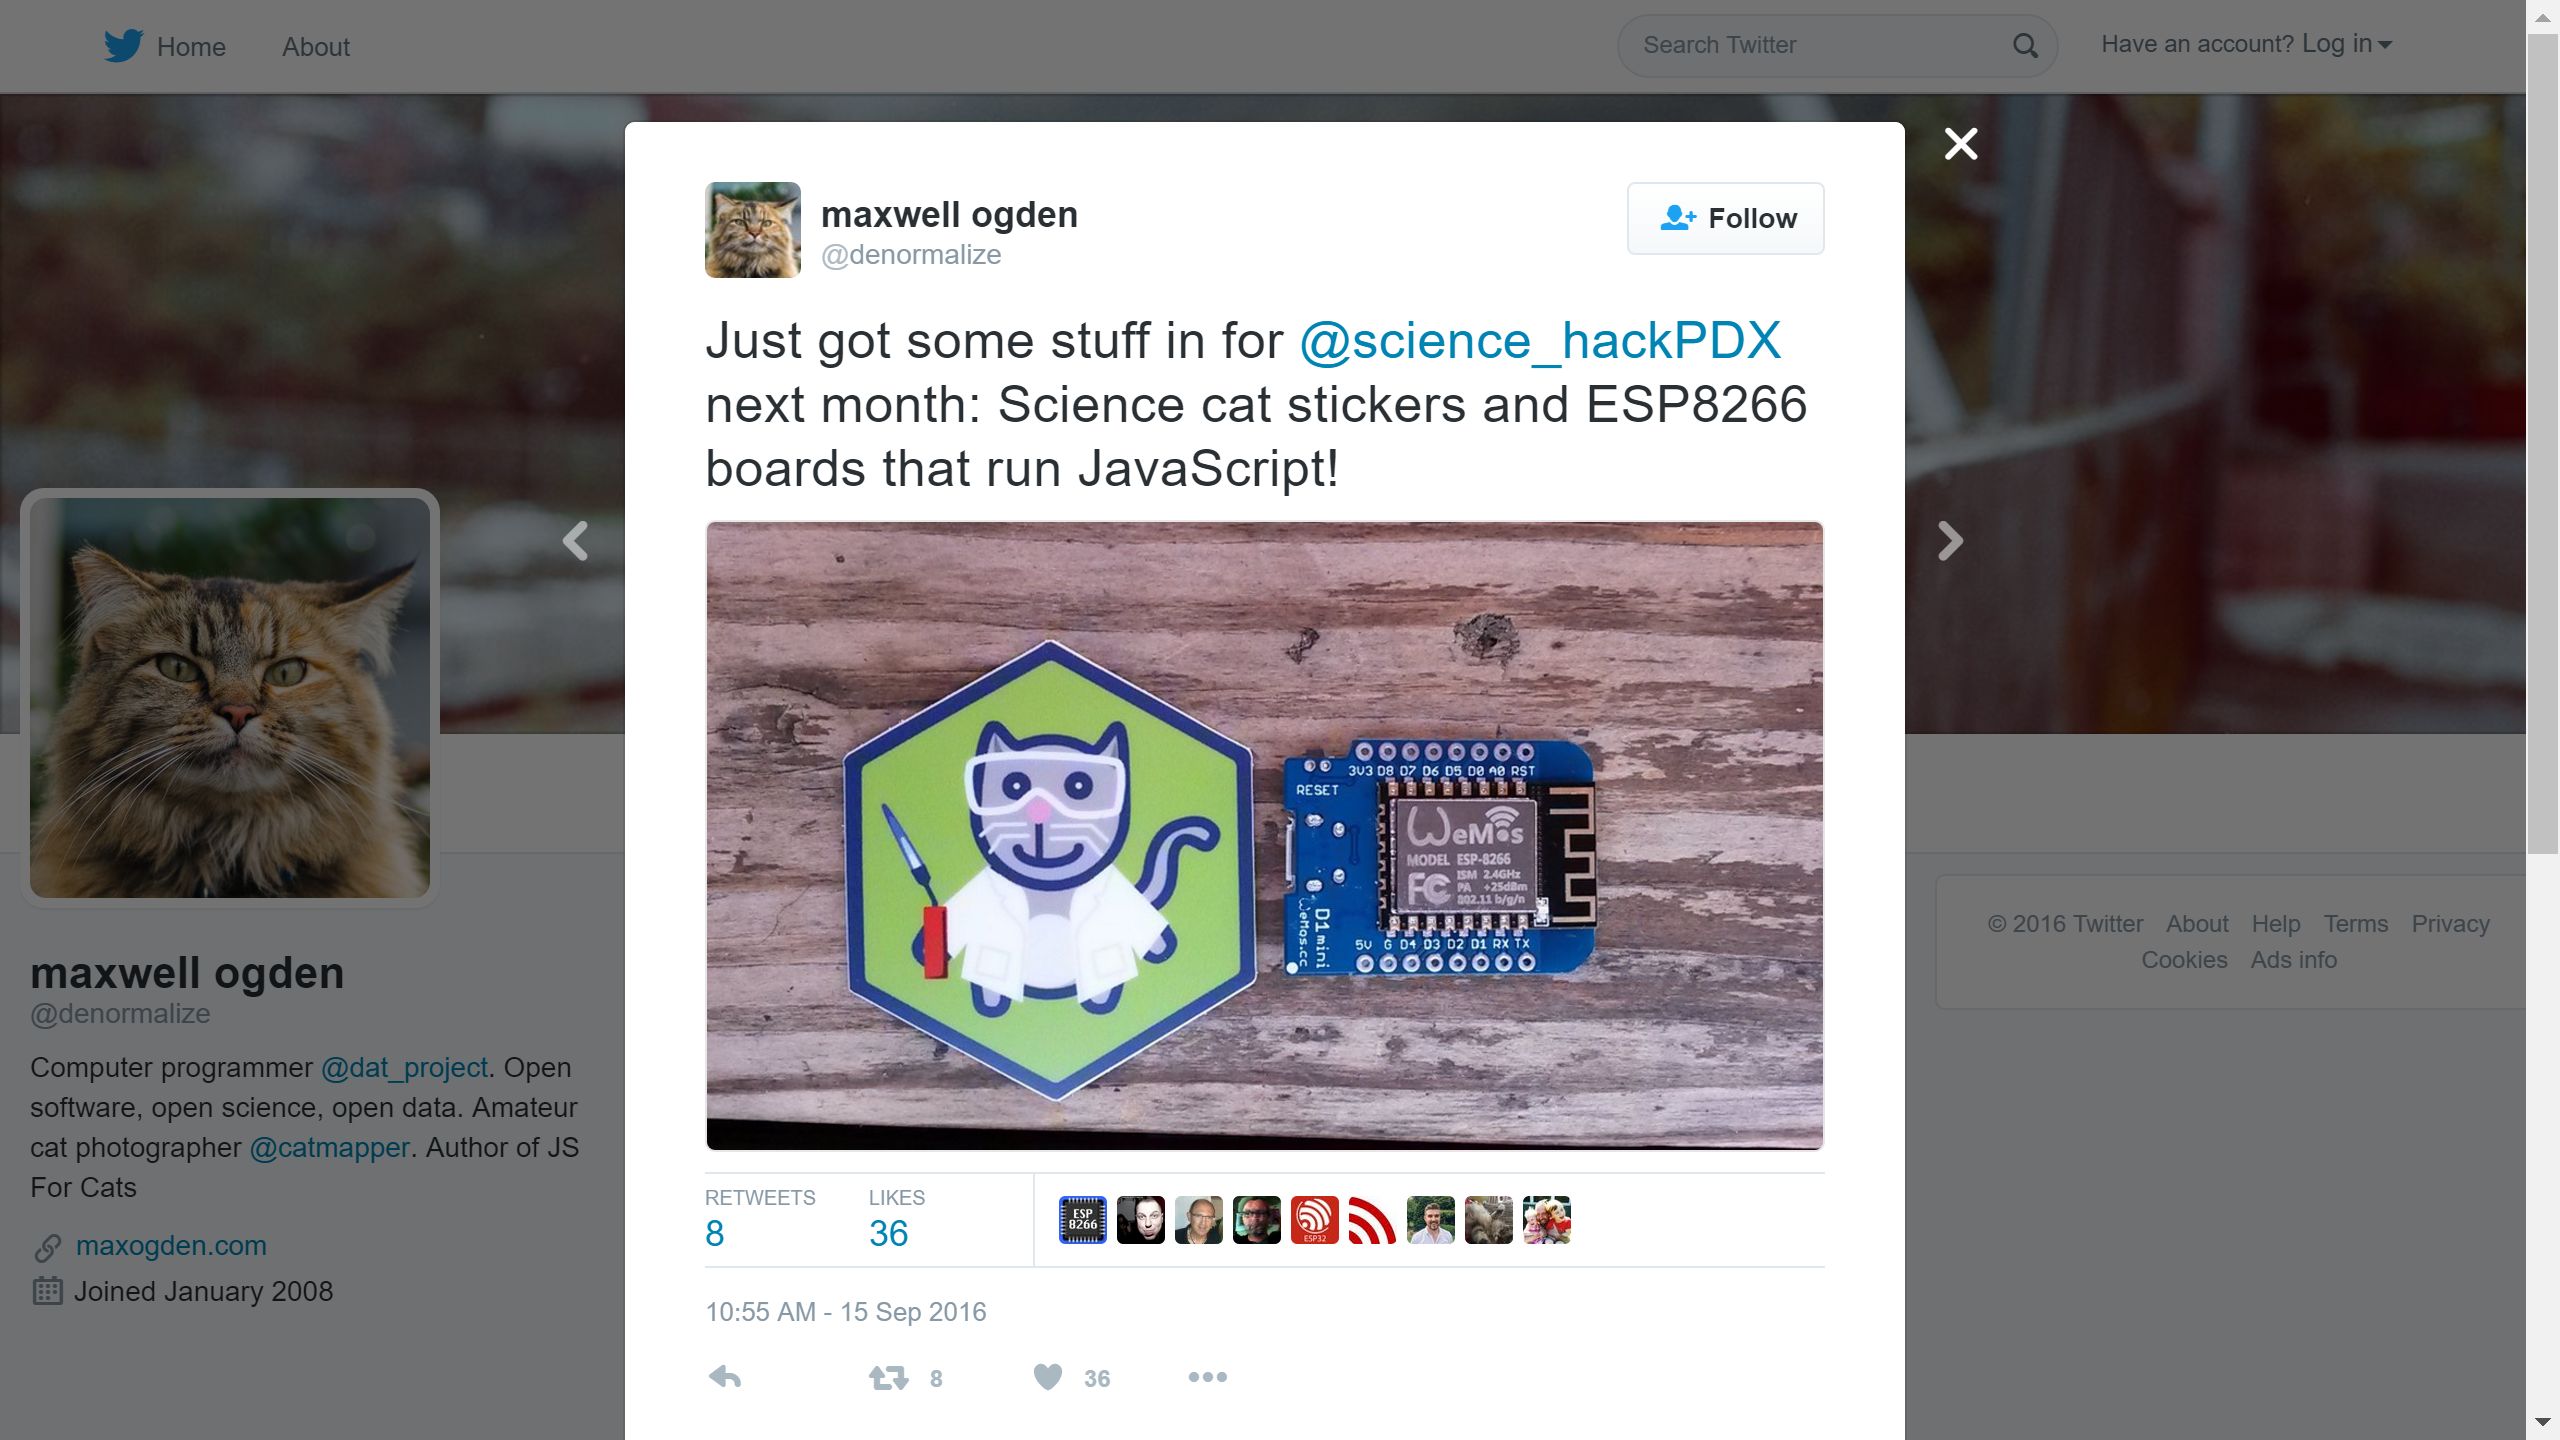 Home About
Search Twitter
Have an account? Log in
maxwell ogden
@denormalize
Follow
Just got some stuff in for @science_hackPDX
next month: Science cat stickers and ESP8266
boards that run JavaScript!
3V3 D8 D7 D6 D5 D0 A0 RST
RESET
WeMos
MODEL ESP-8266
ISM 2.4GHz
PA +25dBm
FC 802.11 b/g/n
D1 mini
WeMos.cc
5V G D4 D3 D2 D1 RX TX
RETWEETS LIKES
8 36
ESP
8266
ESP32
10:55 AM - 15 Sep 2016
8 36
maxwell ogden
@denormalize
Computer programmer @dat_project. Open
software, open science, open data. Amateur
cat photographer @catmapper. Author of JS
For Cats
maxogden.com
Joined January 2008
© 2016 Twitter About Help Terms Privacy
Cookies Ads info